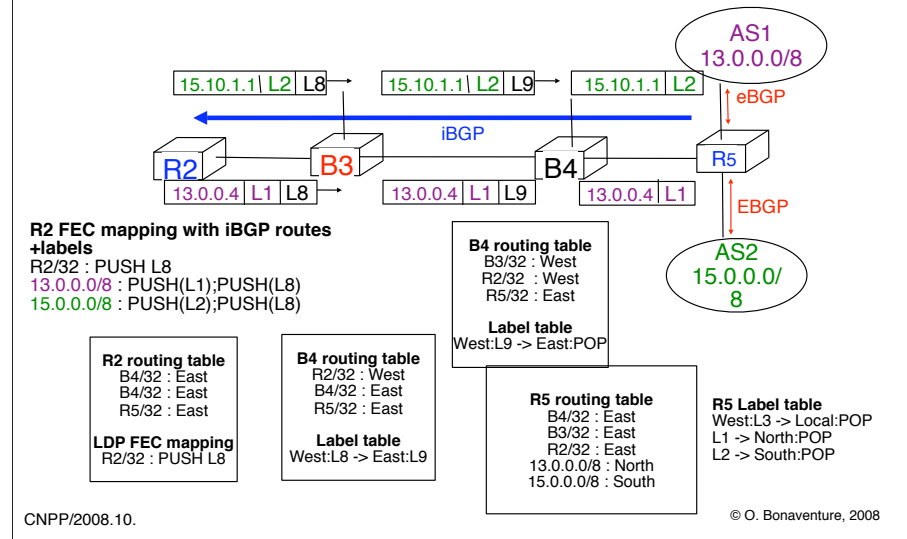 AS1
13.0.0.0/8
15.10.1.1\ L2 L8
15.10.1.1\ L2 L9
15.10.1.1 L2
eBGP
iBGP
R2
B3
B4
R5
13.0.0.4 L1 L8
13.0.0.4 L1 L9
13.0.0.4 L1
EBGP
AS2
15.0.0.0/
8
R2 FEC mapping with iBGP routes
+labels
R2/32 : PUSH L8
13.0.0.0/8 : PUSH(L1);PUSH(L8)
15.0.0.0/8 : PUSH(L2);PUSH(L8)
B4 routing table
B3/32 : West
R2/32 : West
R5/32 : East
Label table
West:L9 -> East:POP
R2 routing table
B4/32 : East
B4/32 : East
R5/32 : East
LDP FEC mapping
R2/32 : PUSH L8
B4 routing table
R2/32 : West
B4/32 : East
R5/32 : East
Label table
West:L8 -> East:L9
R5 routing table
B4/32 : East
B3/32 : East
R2/32 : East
13.0.0.0/8 : North
15.0.0.0/8 : South
R5 Label table
West:L3 -> Local:POP
L1 -> North:POP
L2 -> South:POP
CNPP/2008.10.
© O. Bonaventure, 2008